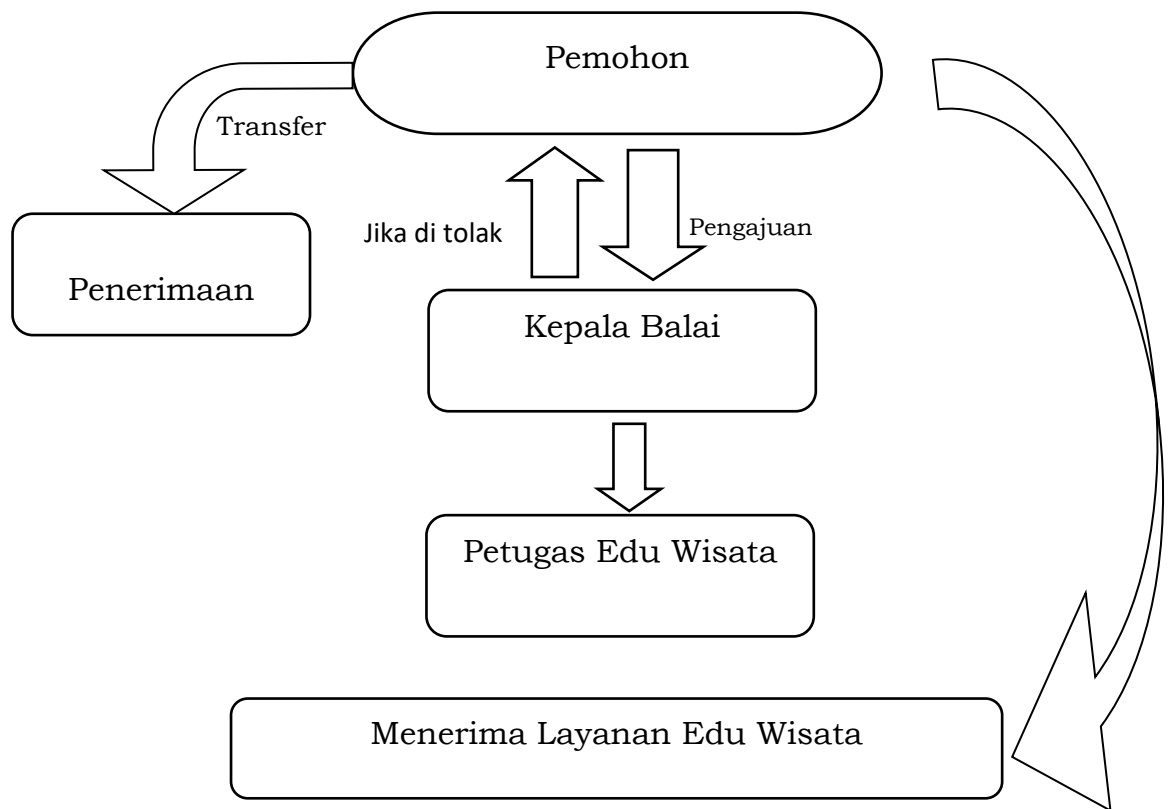 Pemohon
Transfer
Jika di tolak
Pengajuan
Penerimaan
Kepala Balai
Petugas Edu Wisata
Menerima Layanan Edu Wisata